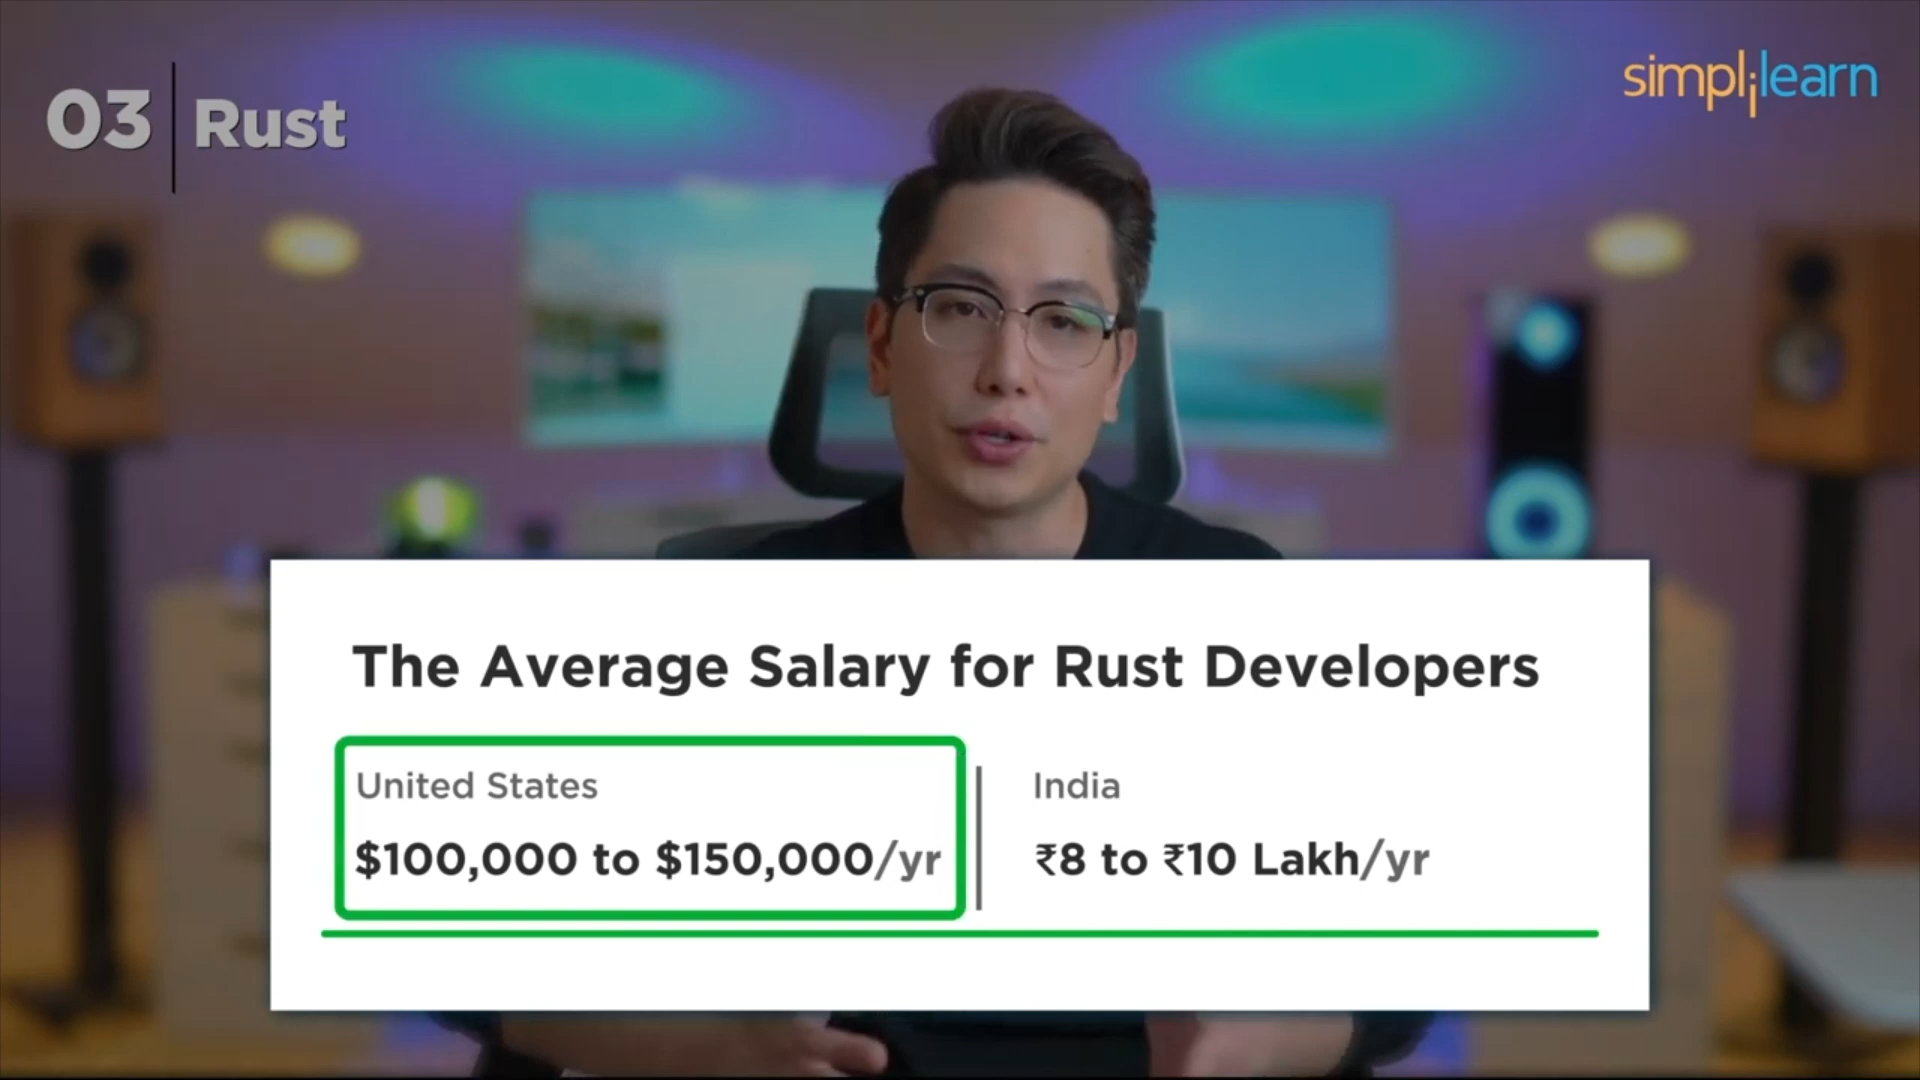 03 | Rust
simplilearn
The Average Salary for Rust Developers
United States
$100,000 to $150,000/yr
India
₹8 to ₹10 Lakh/yr